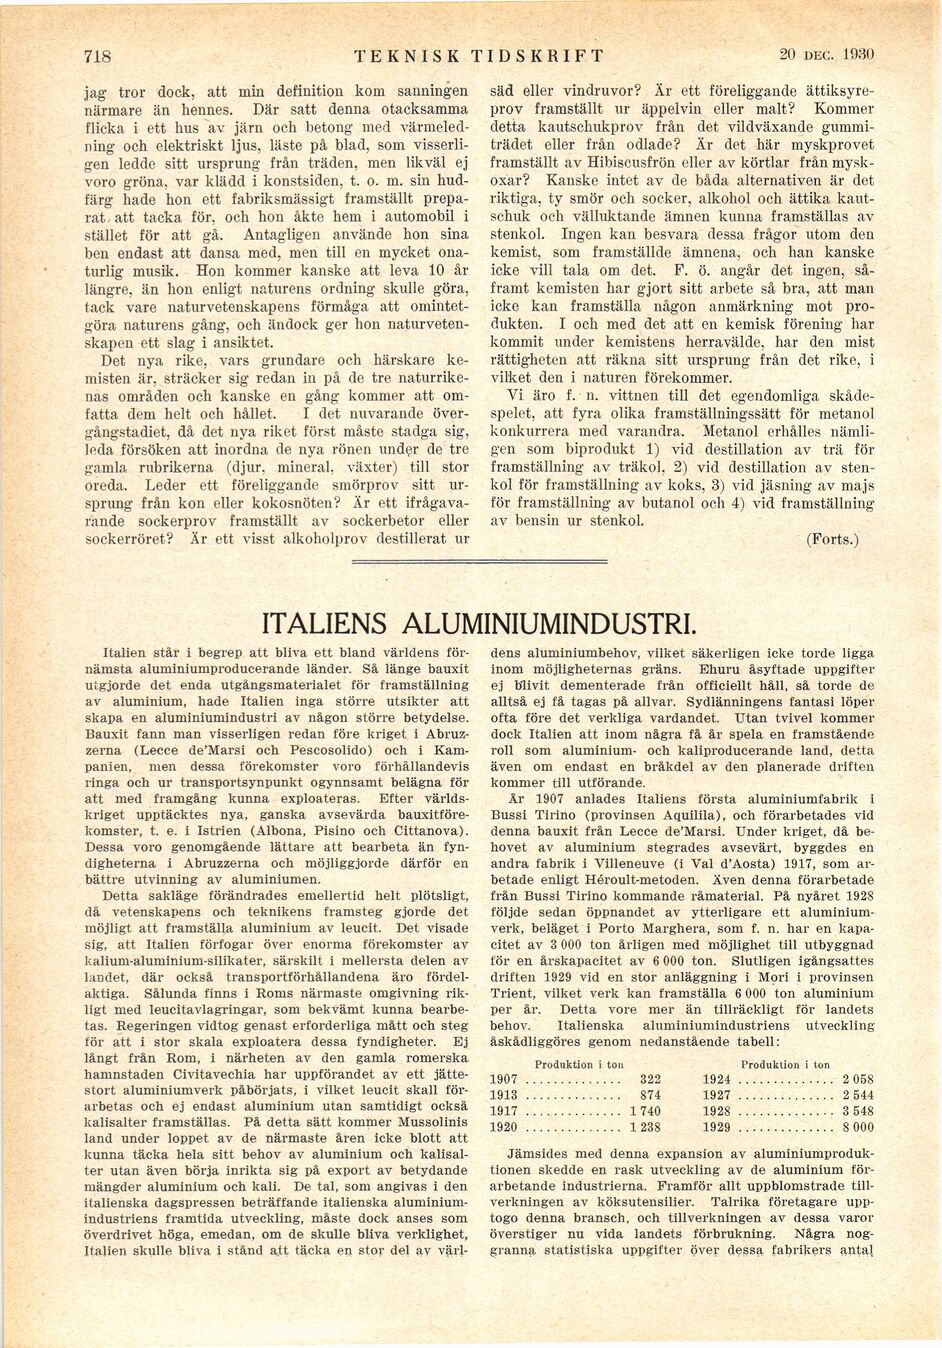 718
TEKNISK TIDSKRIFT
20 DEC. 1930
jag tror dock, att min definition kom sanningen
närmare än hennes. Där satt denna otacksamma
flicka i ett hus av järn och betong med värmeled-
ning och elektriskt ljus, läste på blad, som visserli-
gen ledde sitt ursprung från träden, men likväl ej
voro gröna, var klädd i konstsiden, t. o. m. sin hud-
färg hade hon ett fabriksmässigt framställt prepa-
rat att tacka för, och hon åkte hem i automobil i
stället för att gå. Antagligen använde hon sina
ben endast att dansa med, men till en mycket ona-
turlig musik. Hon kommer kanske att leva 10 år
längre, än hon enligt naturens ordning skulle göra,
tack vare naturvetenskapens förmåga att omintet-
göra naturens gång, och ändock ger hon naturveten-
skapen ett slag i ansiktet.
Det nya rike, vars grundare och härskare ke-
misten är, sträcker sig redan in på de tre naturrike-
nas områden och kanske en gång kommer att om-
fatta dem helt och hållet. I det nuvarande över-
gångstadiet, då det nya riket först måste stadga sig,
leda försöken att inordna de nya rönen under de tre
gamla rubrikerna (djur, mineral, växter) till stor
oreda. Leder ett föreliggande smörprov sitt ur-
sprung från kon eller kokosnöten? Är ett ifrågava-
rande sockerprov framställt av sockerbetor eller
sockerröret? Är ett visst alkoholprov destillerat ur
säd eller vindruvor? Är ett föreliggande ättiksyre-
prov framställt ur äppelvin eller malt? Kommer
detta kautschukprov från det vildväxande gummi-
trädet eller från odlade? Är det här myskprovet
framställt av Hibiscusfrön eller av körtlar från mysk-
oxar? Kanske intet av de båda alternativen är det
riktiga, ty smör och socker, alkohol och ättika kaut-
schuk och välluktande ämnen kunna framställas av
stenkol. Ingen kan besvara dessa frågor utom den
kemist, som framställde ämnena, och han kanske
icke vill tala om det. F. ö. angår det ingen, så-
framt kemisten har gjort sitt arbete så bra, att man
icke kan framställa någon anmärkning mot pro-
dukten. I och med det att en kemisk förening har
kommit under kemistens herravälde, har den mist
rättigheten att räkna sitt ursprung från det rike, i
vilket den i naturen förekommer.
Vi äro f. n. vittnen till det egendomliga skåde-
spelet, att fyra olika framställningssätt för metanol
konkurrera med varandra. Metanol erhålles nämli-
gen som biprodukt 1) vid destillation av trä för
framställning av träkol, 2) vid destillation av sten-
kol för framställning av koks, 3) vid jäsning av majs
för framställning av butanol och 4) vid framställning
av bensin ur stenkol.
(Forts.)
ITALIENS ALUMINIUMINDUSTRI.
Italien står i begrep att bliva ett bland världens för-
nämsta aluminiumproducerande länder. Så länge bauxit
utgjorde det enda utgångsmaterialet för framställning
av aluminium, hade Italien inga större utsikter att
skapa en aluminiumindustri av någon större betydelse.
Bauxit fann man visserligen redan före kriget i Abruz-
zerna (Lecce de'Marsi och Pescosolido) och i Kam-
panien, men dessa förekomster voro förhållandevis
ringa och ur transportsynpunkt ogynnsamt belägna för
att med framgång kunna exploateras. Efter världs-
kriget upptäcktes nya, ganska avsevärda bauxitföre-
komster, t. e. i Istrien (Albona, Pisino och Cittanova).
Dessa voro genomgående lättare att bearbeta än fyn-
digheterna i Abruzzerna och möjliggjorde därför en
bättre utvinning av aluminiumen.
Detta sakläge förändrades emellertid helt plötsligt,
då vetenskapens och teknikens framsteg gjorde det
möjligt att framställa aluminium av leucit. Det visade
sig, att Italien förfogar över enorma förekomster av
kalium-aluminium-silikater, särskilt i mellersta delen av
landet, där också transportförhållandena äro fördel-
aktiga. Sålunda finns i Roms närmaste omgivning rik-
ligt med leucitavlagringar, som bekvämt kunna bearbe-
tas. Regeringen vidtog genast erforderliga mått och steg
för att i stor skala exploatera dessa fyndigheter. Ej
långt från Rom, i närheten av den gamla romerska
hamnstaden Civitavechia har uppförandet av ett jätte-
stort aluminiumverk påbörjats, i vilket leucit skall för-
arbetas och ej endast aluminium utan samtidigt också
kalisalter framställas. På detta sätt kommer Mussolinis
land under loppet av de närmaste åren icke blott att
kunna täcka hela sitt behov av aluminium och kalisal-
ter utan även börja inrikta sig på export av betydande
mängder aluminium och kali. De tal, som angivas i den
italienska dagspressen beträffande italienska aluminium-
industriens framtida utveckling, måste dock anses som
överdrivet höga, emedan, om de skulle bliva verklighet,
Italien skulle bliva i stånd att täcka en stor del av värl-
dens aluminiumbehov, vilket säkerligen icke torde ligga
inom möjligheternas gräns. Ehuru åsyftade uppgifter
ej blivit dementerade från officiellt håll, så torde de
alltså ej få tagas på allvar. Sydlänningens fantasi löper
ofta före det verkliga vardandet. Utan tvivel kommer
dock Italien att inom några få år spela en framstående
roll som aluminium- och kaliproducerande land, detta
även om endast en bråkdel av den planerade driften
kommer till utförande.
År 1907 anlades Italiens första aluminiumfabrik i
Bussi Tirino (provinsen Aquilila), och förarbetades vid
denna bauxit från Lecce de'Marsi. Under kriget, då be-
hovet av aluminium stegrades avsevärt, byggdes en
andra fabrik i Villeneuve (i Val d'Aosta) 1917, som ar-
betade enligt Héroult-metoden. Även denna förarbetade
från Bussi Tirino kommande råmaterial. På nyåret 1928
följde sedan öppnandet av ytterligare ett aluminium-
verk, beläget i Porto Marghera, som f. n. har en kapa-
citet av 3 000 ton årligen med möjlighet till utbyggnad
för en årskapacitet av 6 000 ton. Slutligen igångsattes
driften 1929 vid en stor anläggning i Mori i provinsen
Trient, vilket verk kan framställa 6 000 ton aluminium
per år. Detta vore mer än tillräckligt för landets
behov. Italienska aluminiumindustriens utveckling
åskådliggöres genom nedanstående tabell:
Produktion i ton Produktion i ton
1907 .............. 322 1924 .............. 2 058
1913 .............. 874 1927 .............. 2 544
1917 .............. 1 740 1928 .............. 3 548
1920 .............. 1 238 1929 .............. 8 000
Jämsides med denna expansion av aluminiumproduk-
tionen skedde en rask utveckling av de aluminium för-
arbetande industrierna. Framför allt uppblomstrade till-
verkningen av köksutensilier. Talrika företagare upp-
togo denna bransch, och tillverkningen av dessa varor
överstiger nu vida landets förbrukning. Några nog-
granna statistiska uppgifter över dessa fabrikers antal